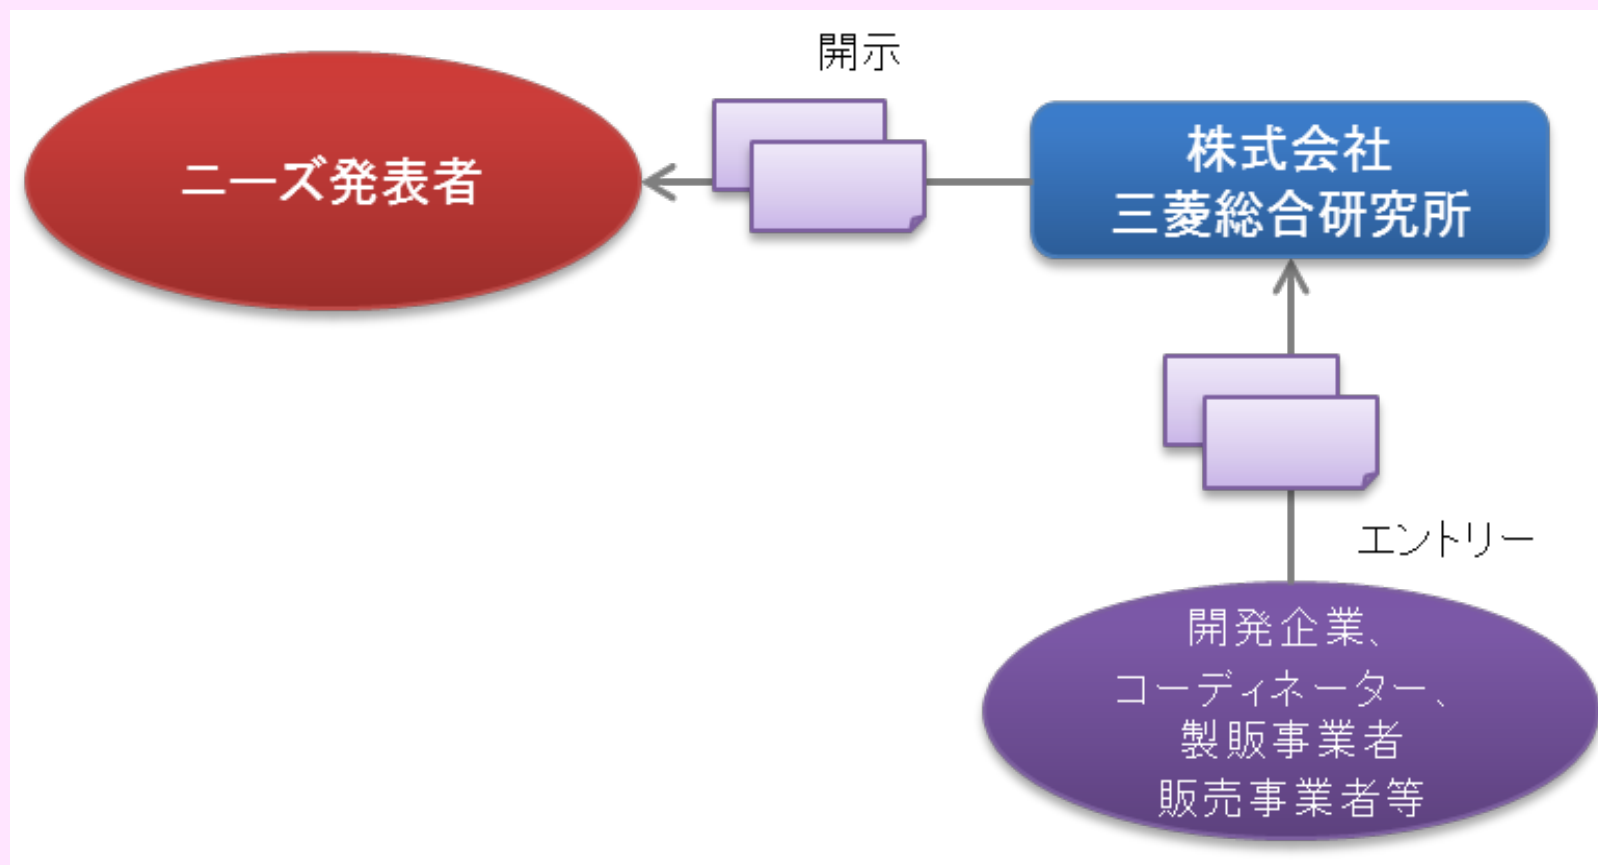 開示
ニーズ発表者
株式会社
三菱総合研究所
エントリー
開発企業、
コーディネーター、
製販事業者
販売事業者等